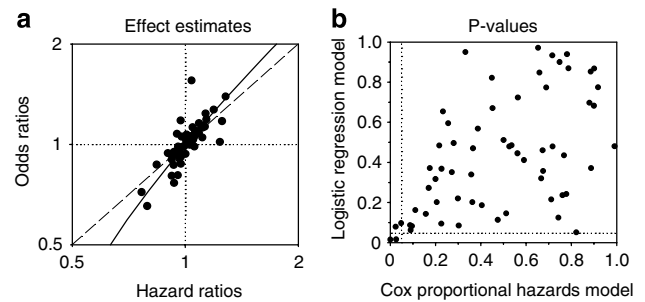 a
Effect estimates
2
1
0.5
Odds ratios
0.5 1 2
Hazard ratios
b
P-values
1.0
0.8
0.6
0.4
0.2
0
Logistic regression model
0 0.2 0.4 0.6 0.8 1.0
Cox proportional hazards model